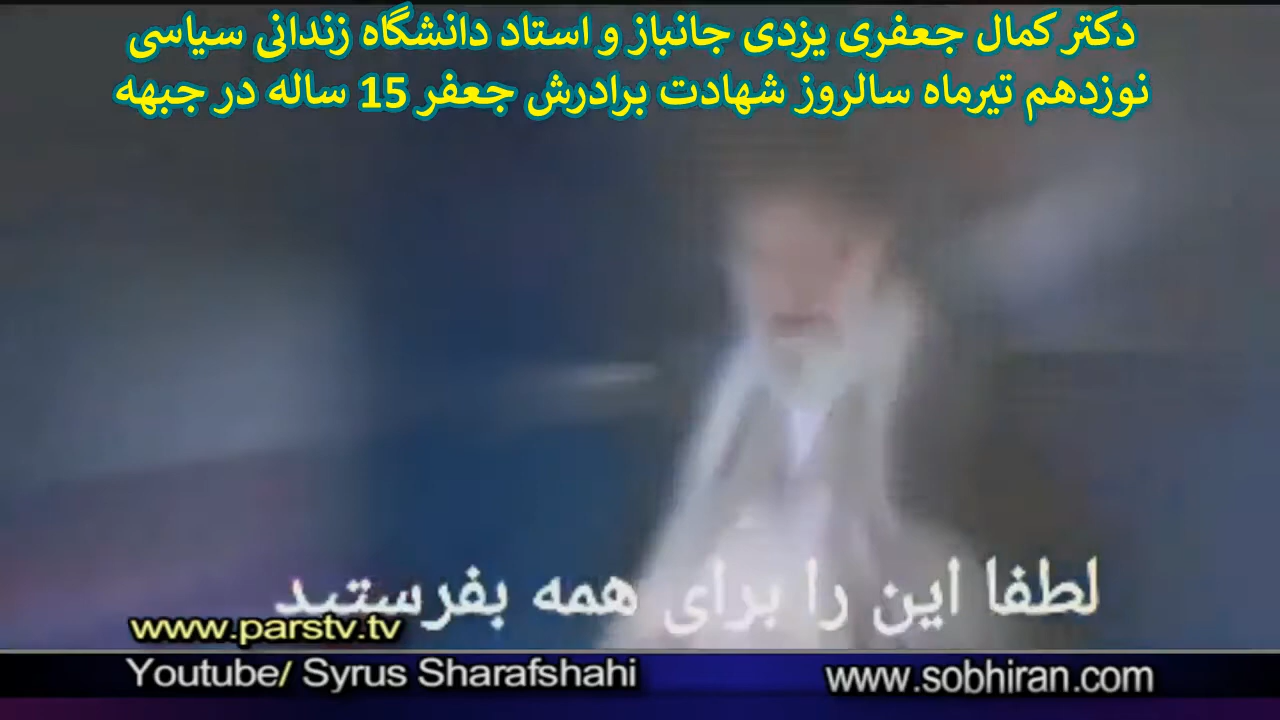 دکتر کمال جعفری یزدی جانباز و استاد دانشگاه زندانی سیاسی
نوزدهم تیرماه سالروز شهادت برادرش جعفر 15 ساله در جبهه
لطفا این را برای همه بفرستید
www.parstv.tv
Youtube/ Syrus Sharafshahi
www.sobhiran.com